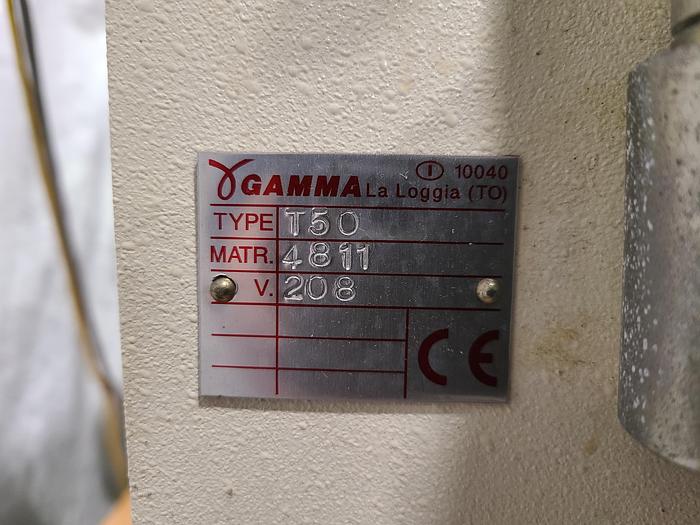 GAMMA I 10040
La Loggia (TO)
TYPE T50
MATR. 4811
V. 208
CE